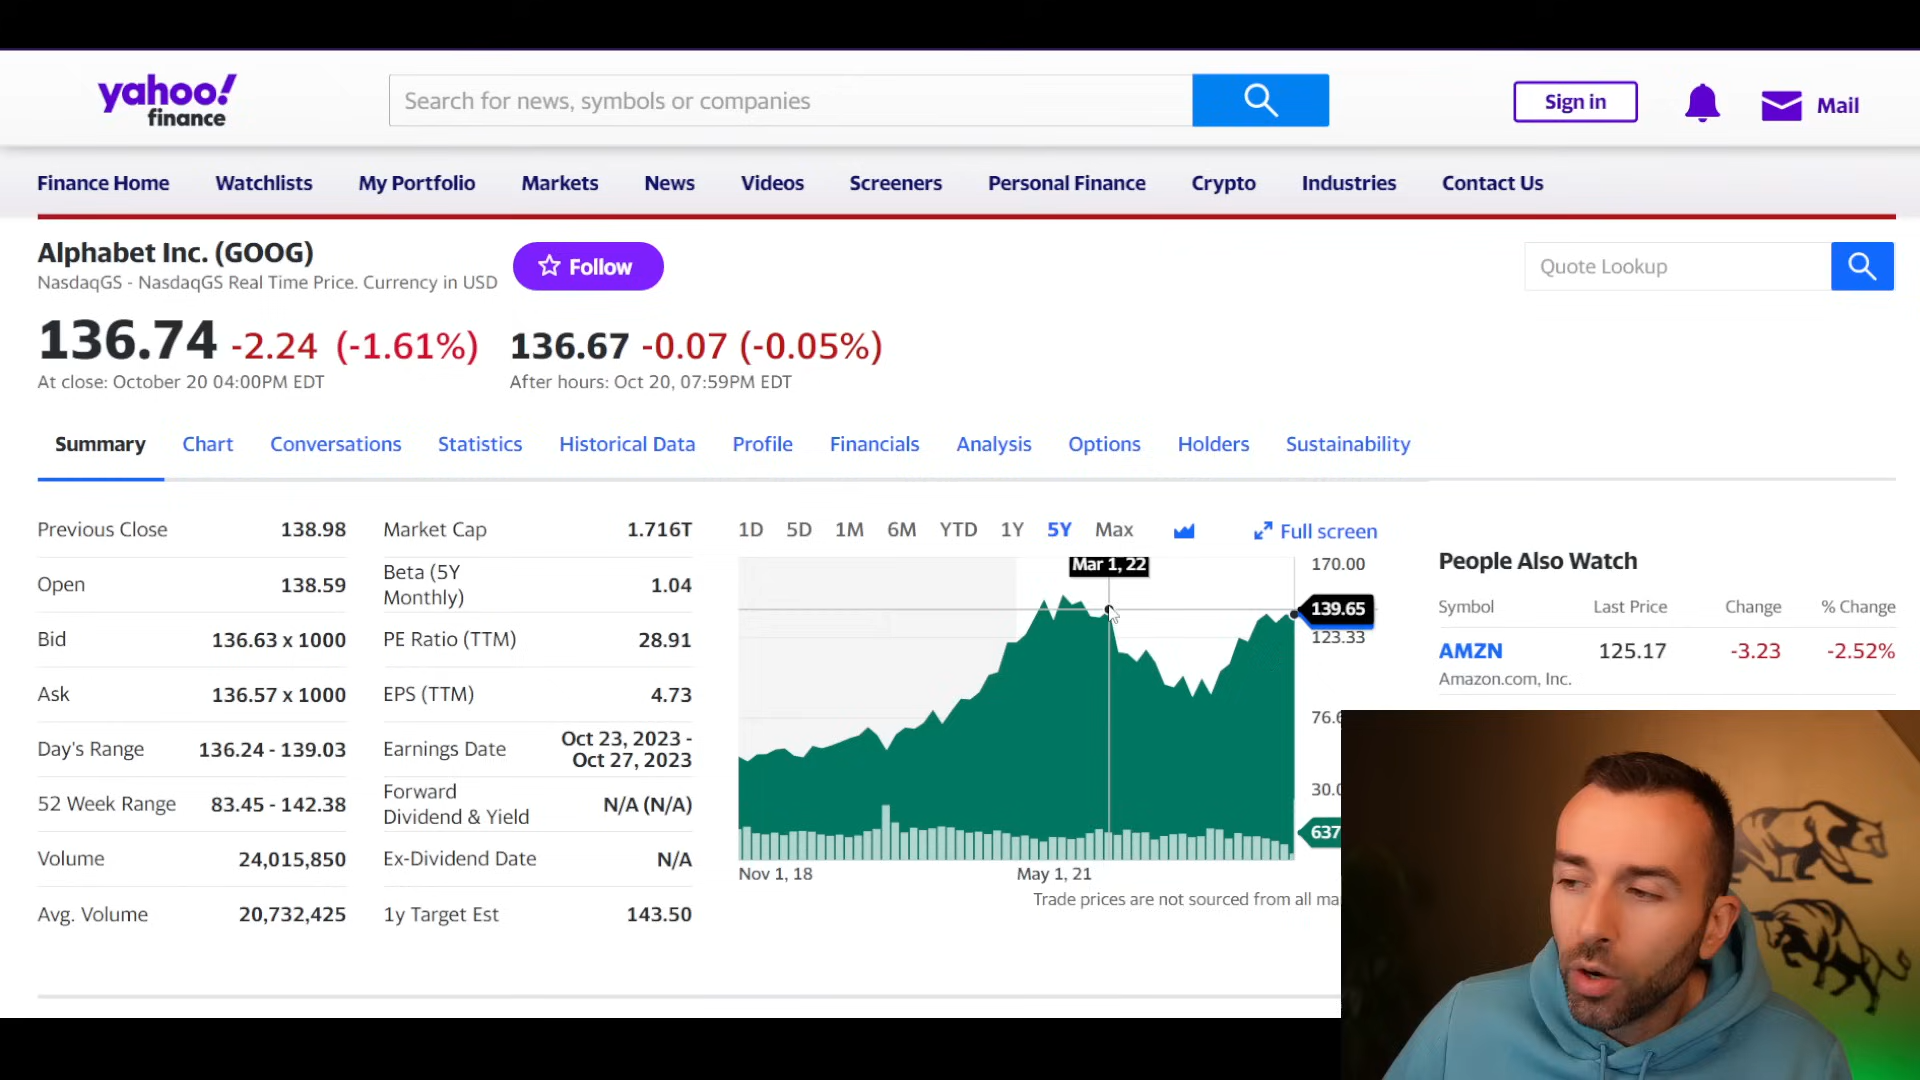 yahoo!
finance
Search for news, symbols or companies
Sign in
Mail
Finance Home Watchlists My Portfolio Markets News Videos Screeners Personal Finance Crypto Industries Contact Us
Alphabet Inc. (GOOG)
NasdaqGS - NasdaqGS Real Time Price. Currency in USD
Follow
Quote Lookup
136.74 -2.24 (-1.61%) 136.67 -0.07 (-0.05%)
At close: October 20 04:00PM EDT After hours: Oct 20, 07:59PM EDT
Summary Chart Conversations Statistics Historical Data Profile Financials Analysis Options Holders Sustainability
Previous Close 138.98
Open 138.59
Bid 136.63 x 1000
Ask 136.57 x 1000
Day's Range 136.24 - 139.03
52 Week Range 83.45 - 142.38
Volume 24,015,850
Avg. Volume 20,732,425
Market Cap 1.716T
Beta (5Y
Monthly) 1.04
PE Ratio (TTM) 28.91
EPS (TTM) 4.73
Earnings Date Oct 23, 2023 -
Oct 27, 2023
Forward
Dividend & Yield N/A (N/A)
Ex-Dividend Date N/A
1y Target Est 143.50
1D 5D 1M 6M YTD 1Y 5Y Max
Full screen
Mar 1, 22
170.00
139.65
123.33
76.6
30.0
637
Nov 1, 18 May 1, 21
Trade prices are not sourced from all ma
People Also Watch
Symbol Last Price Change % Change
AMZN 125.17 -3.23 -2.52%
Amazon.com, Inc.